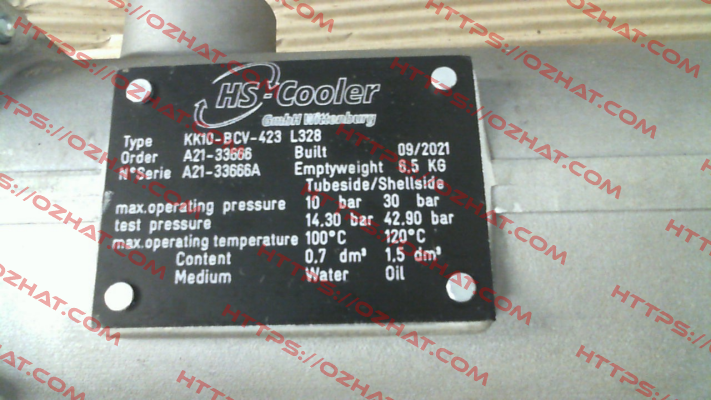 HS-Cooler
GmbH Wittenburg
Type KK10-BCV-423 L328
Order A21-33666 Built 09/2021
N°Serie A21-33666A Emptyweight 6,5 KG
Tubeside/Shellside
max.operating pressure 10 bar 30 bar
test pressure 14.30 bar 42.90 bar
max.operating temperature 100°C 120°C
Content 0.7 dm³ 1.5 dm³
Medium Water Oil
HTTPS://OZHAT.COM